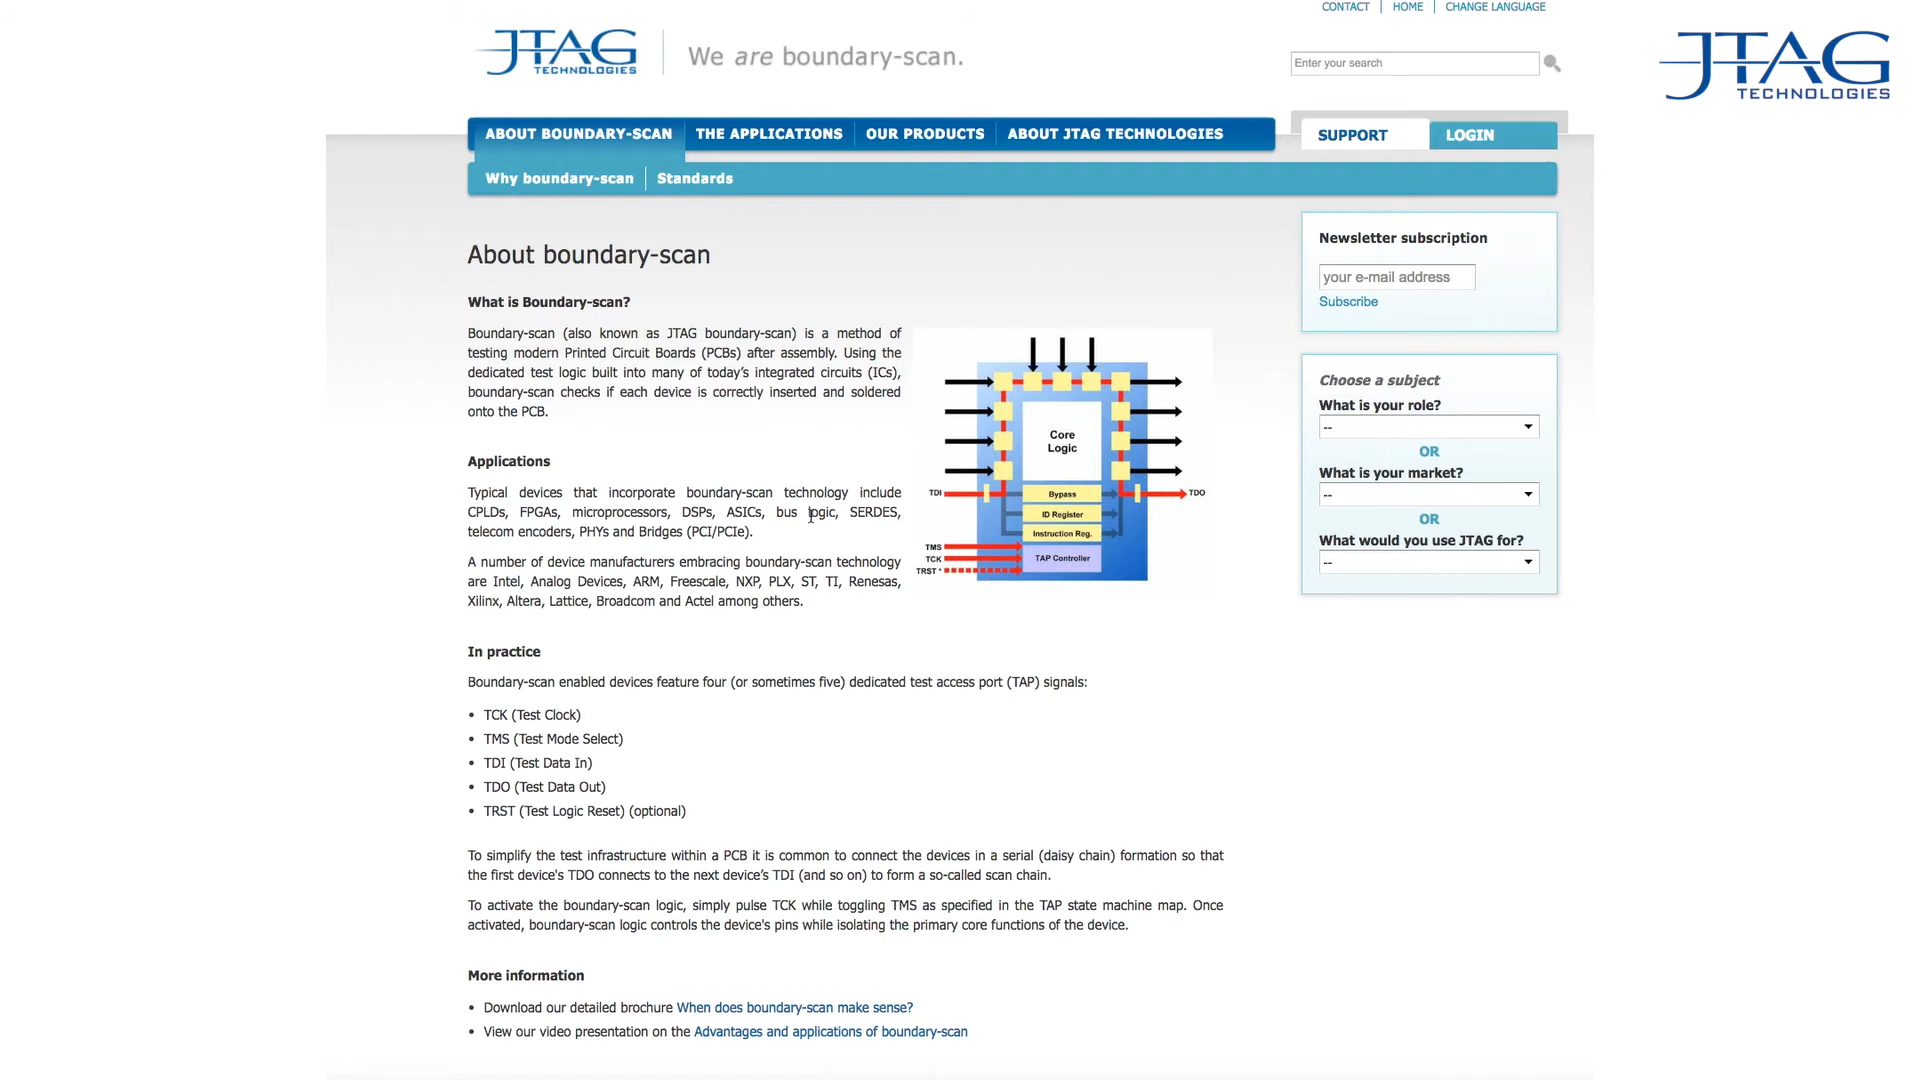 CONTACT HOME CHANGE LANGUAGE
JTAG TECHNOLOGIES
We are boundary-scan.
Enter your search
JTAG TECHNOLOGIES
ABOUT BOUNDARY-SCAN THE APPLICATIONS OUR PRODUCTS ABOUT JTAG TECHNOLOGIES SUPPORT LOGIN
Why boundary-scan Standards
About boundary-scan
What is Boundary-scan?
Boundary-scan (also known as JTAG boundary-scan) is a method of
testing modern Printed Circuit Boards (PCBs) after assembly. Using the
dedicated test logic built into many of today's integrated circuits (ICs),
boundary-scan checks if each device is correctly inserted and soldered
onto the PCB.
Applications
Typical devices that incorporate boundary-scan technology include
CPLDs, FPGAs, microprocessors, DSPs, ASICs, bus logic, SERDES,
telecom encoders, PHYs and Bridges (PCI/PCIe).
A number of device manufacturers embracing boundary-scan technology
are Intel, Analog Devices, ARM, Freescale, NXP, PLX, ST, TI, Renesas,
Xilinx, Altera, Lattice, Broadcom and Actel among others.
Core
Logic
TDI
Bypass
TDO
ID Register
Instruction Reg.
TMS
TCK
TRST *
TAP Controller
In practice
Boundary-scan enabled devices feature four (or sometimes five) dedicated test access port (TAP) signals:
• TCK (Test Clock)
• TMS (Test Mode Select)
• TDI (Test Data In)
• TDO (Test Data Out)
• TRST (Test Logic Reset) (optional)
To simplify the test infrastructure within a PCB it is common to connect the devices in a serial (daisy chain) formation so that
the first device's TDO connects to the next device's TDI (and so on) to form a so-called scan chain.
To activate the boundary-scan logic, simply pulse TCK while toggling TMS as specified in the TAP state machine map. Once
activated, boundary-scan logic controls the device's pins while isolating the primary core functions of the device.
More information
• Download our detailed brochure When does boundary-scan make sense?
• View our video presentation on the Advantages and applications of boundary-scan
Newsletter subscription
your e-mail address
Subscribe
Choose a subject
What is your role?
--
OR
What is your market?
--
OR
What would you use JTAG for?
--